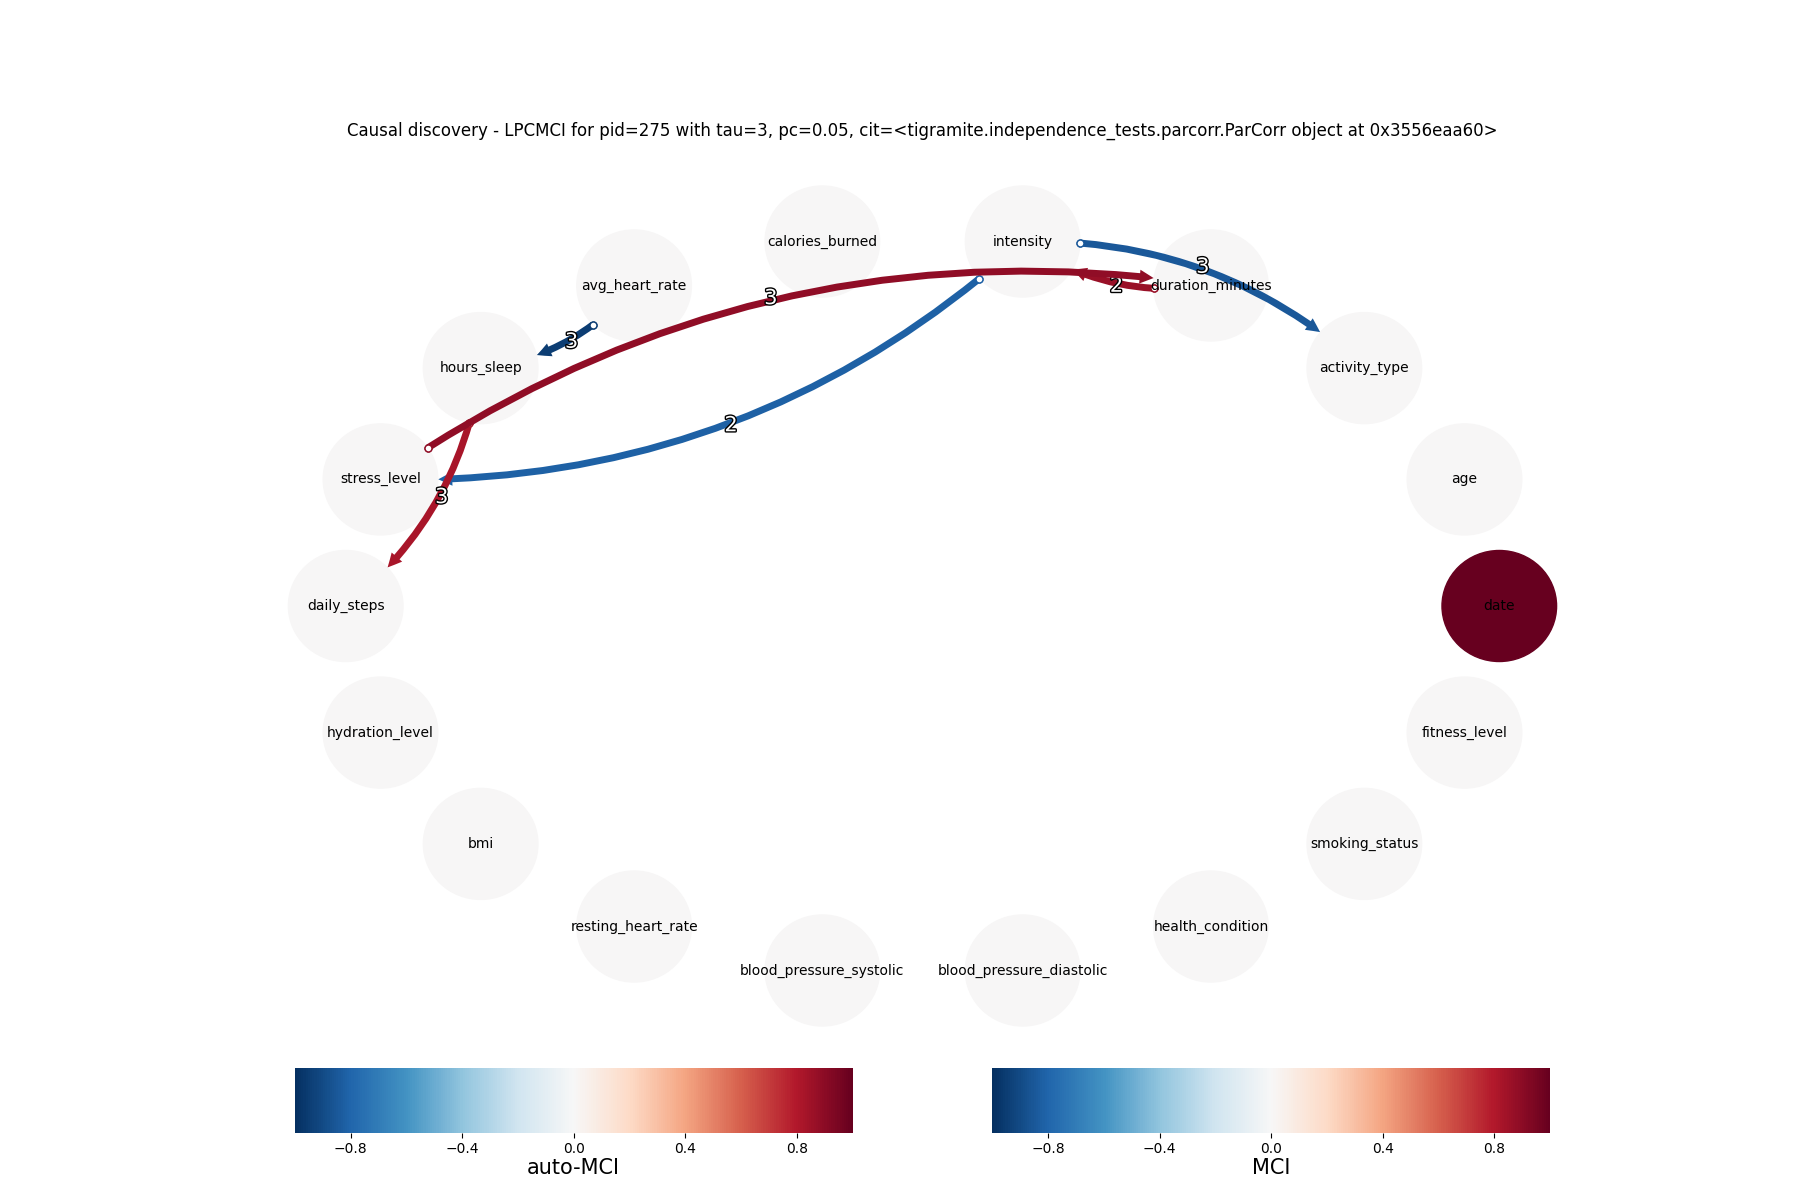 Causal discovery - LPCMCI for pid=275 with tau=3, pc=0.05, cit=<tigramite.independence_tests.parcorr.ParCorr object at 0x3556eaa60>
calories_burned
intensity
3
avg_heart_rate
3
2
duration_minutes
3
hours_sleep
activity_type
2
stress_level
3
age
daily_steps
date
hydration_level
fitness_level
bmi
smoking_status
resting_heart_rate
health_condition
blood_pressure_systolic
blood_pressure_diastolic
−0.8 −0.4 0.0 0.4 0.8
auto-MCI
−0.8 −0.4 0.0 0.4 0.8
MCI